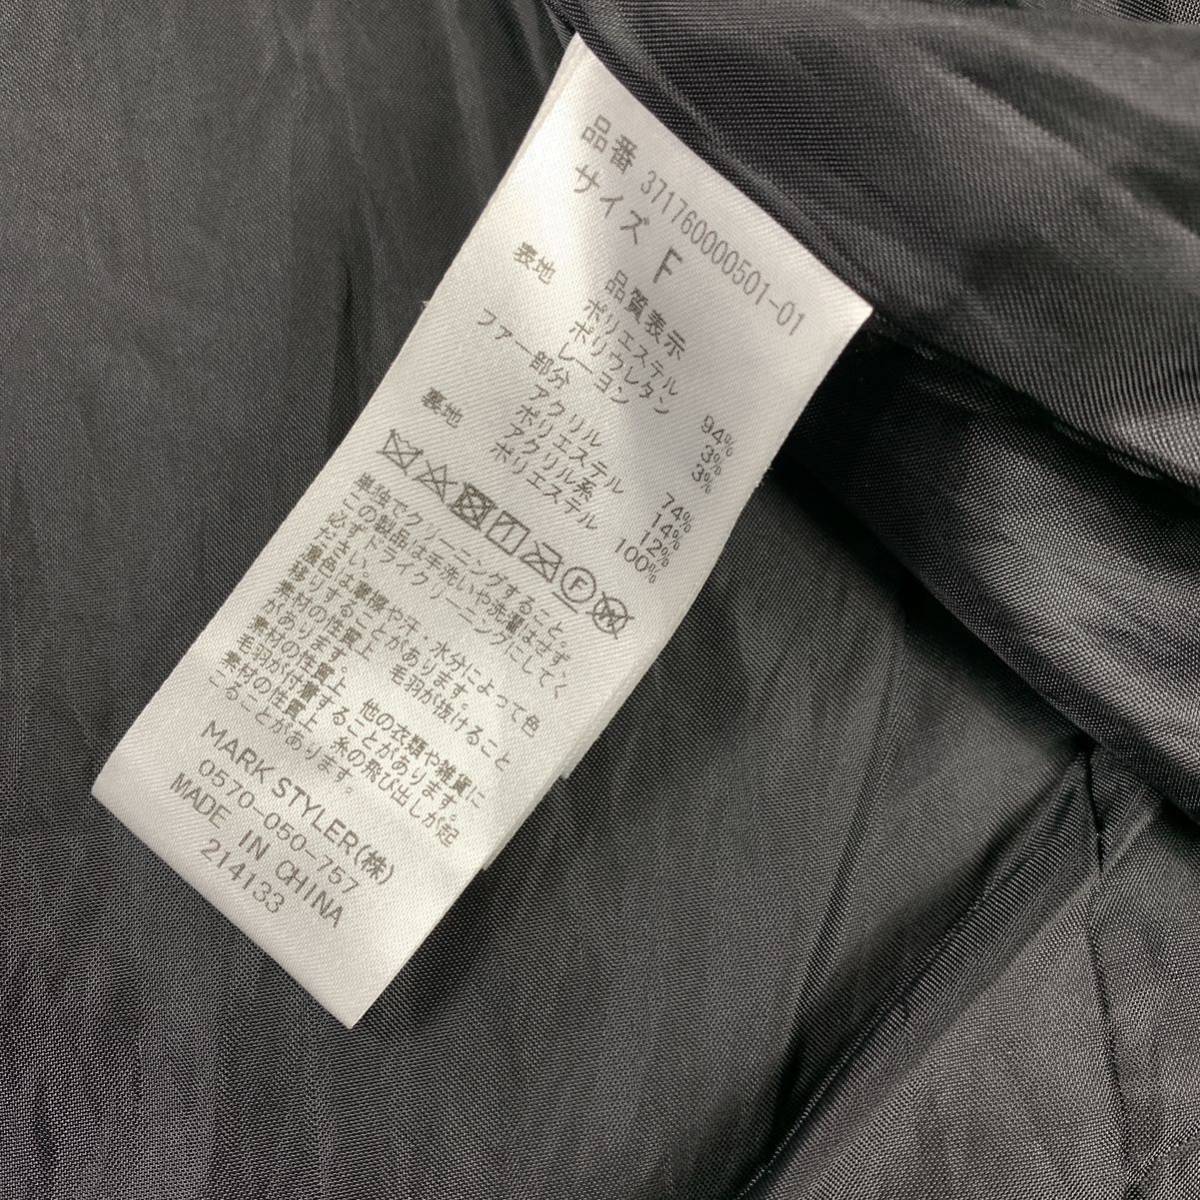 品番 371760000501-01
サイズ F
品質表示
表地 ポリエステル 94%
ポリウレタン 3%
レーヨン 3%
ファー部分
アクリル 74%
ポリエステル 14%
アクリル系 12%
裏地 ポリエステル 100%
F
W
単独でクリーニングすること。
この製品は手洗いや洗濯はせず、
必ずドライクリーニングにして
ください。
濃色は摩擦や汗・水分によって色
移りすることがあります。
素材の性質上 毛羽が抜けること
があります。
素材の性質上 他の衣類や雑貨に
毛羽が付着することがあります。
素材の性質上、糸の飛び出しが起
こることがあります。
MARK STYLER(株)
0570-050-757
MADE IN CHINA
214133